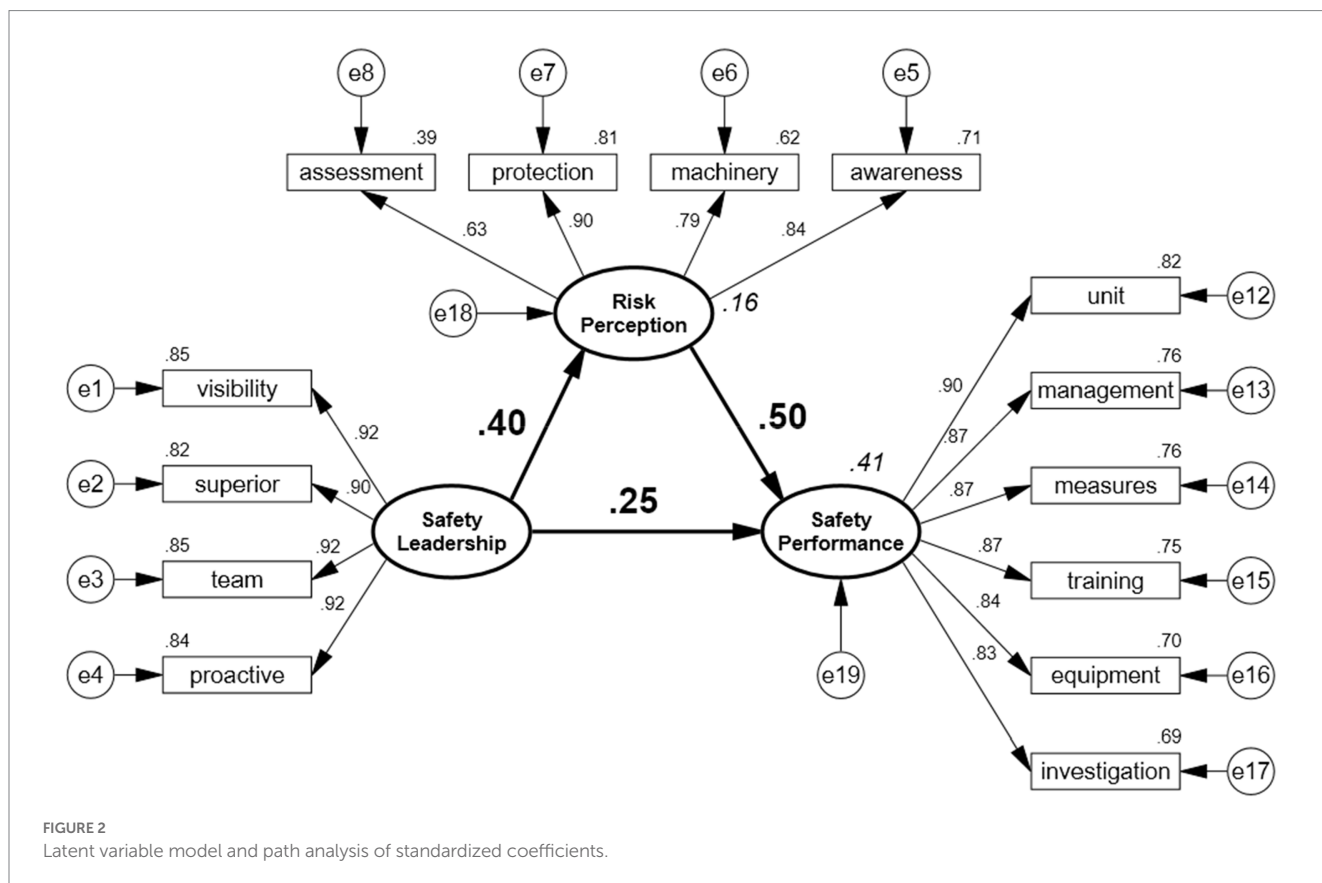 e8
e7
e6
e5
.39
.81
.62
.71
assessment
protection
machinery
awareness
.63
.90
.79
.84
e18
Risk
Perception
.16
.82
unit
e12
.85
e1
visibility
.76
management
e13
.90
.92
.40
.50
.87
.82
e2
superior
.90
.41
.76
measures
e14
.87
.25
Safety
Leadership
Safety
Performance
.85
e3
team
.92
.75
training
e15
.87
.92
.84
.84
e4
proactive
e19
.83
.70
equipment
e16
.69
investigation
e17
FIGURE 2
Latent variable model and path analysis of standardized coefficients.